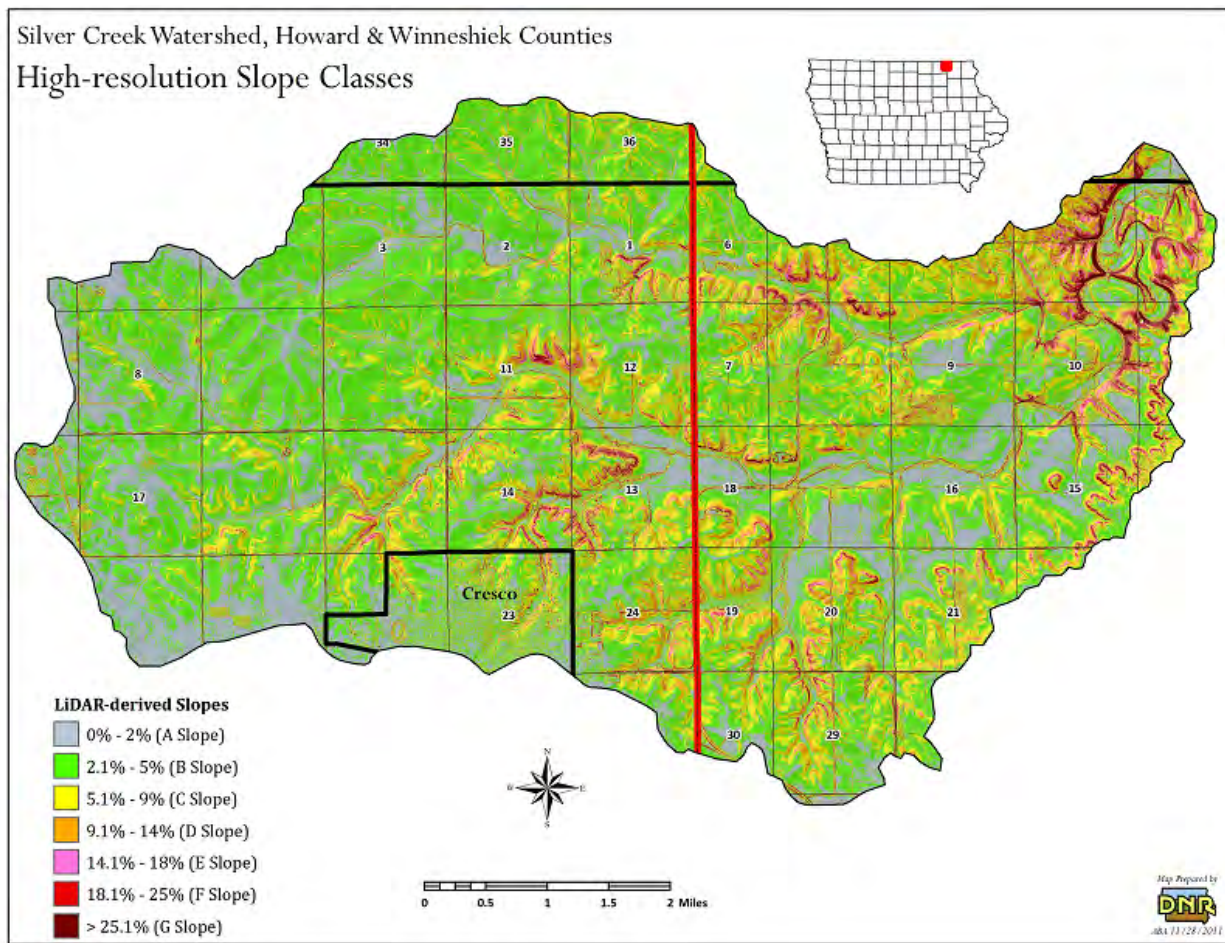 Silver Creek Watershed, Howard & Winneshiek Counties
High-resolution Slope Classes
34
35
36
3
2
1
6
8
11
12
7
9
10
17
14
13
18
16
15
Cresco
23
24
19
20
21
30
29
LiDAR-derived Slopes
0% - 2% (A Slope)
2.1% - 5% (B Slope)
5.1% - 9% (C Slope)
9.1% - 14% (D Slope)
14.1% - 18% (E Slope)
18.1% - 25% (F Slope)
> 25.1% (G Slope)
N
W E
S
0 0.5 1 2 Miles
Map Prepared by
DNR
11/28/2011